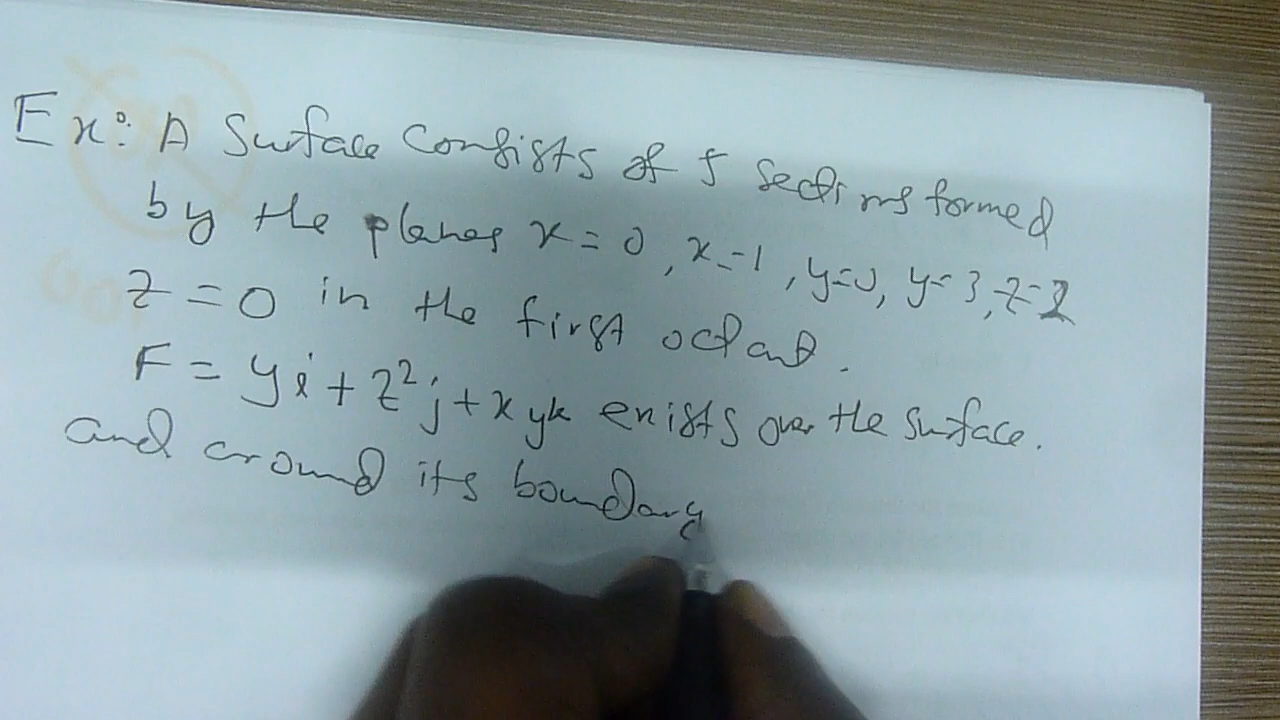 Ex: A Surface Consists of 5 Sections formed
by the planes x = 0, x = 1, y = 0, y = 3, z = 2
z = 0 in the first octant.
F = yi + z²j + xyk exists over the surface.
and around its boundary